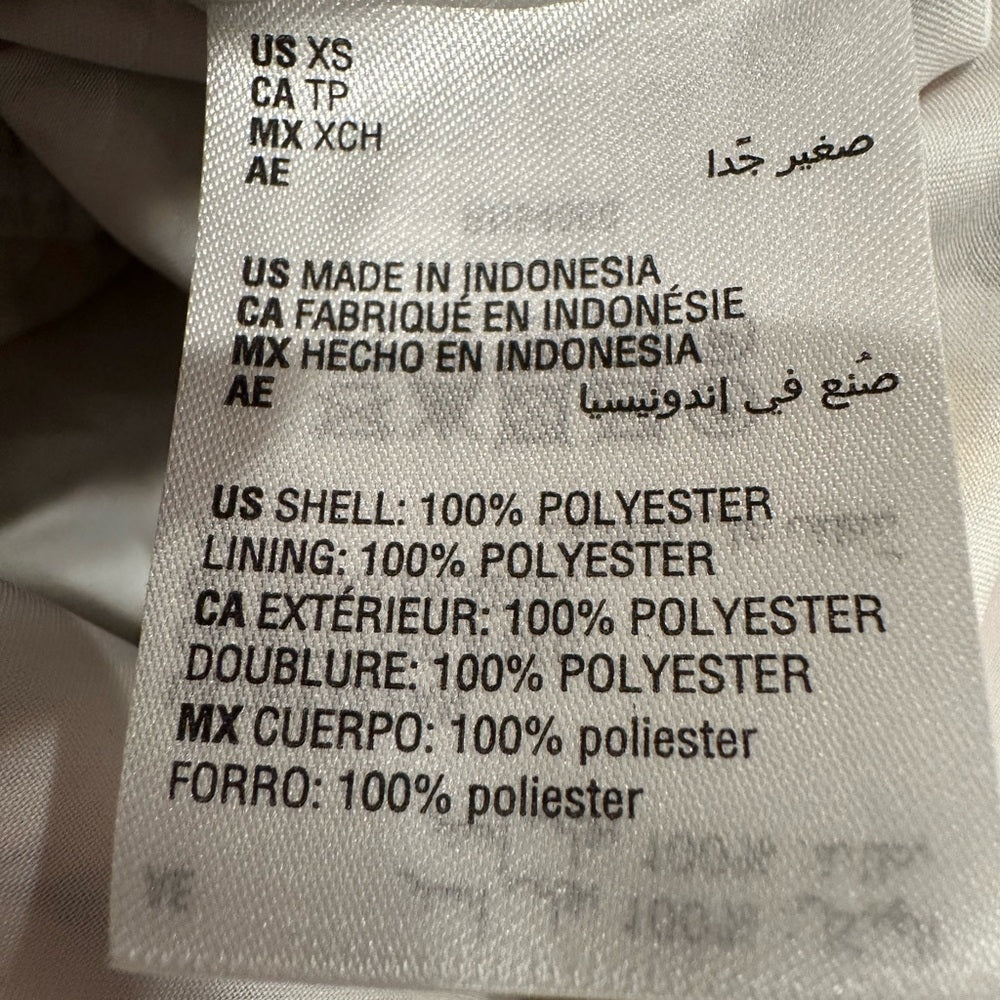 US XS
CA TP
MX XCH
AE صغير جًدا
US MADE IN INDONESIA
CA FABRIQUÉ EN INDONÉSIE
MX HECHO EN INDONESIA
AE صُنع في إندونيسيا
US SHELL: 100% POLYESTER
LINING: 100% POLYESTER
CA EXTÉRIEUR: 100% POLYESTER
DOUBLURE: 100% POLYESTER
MX CUERPO: 100% poliester
FORRO: 100% poliester